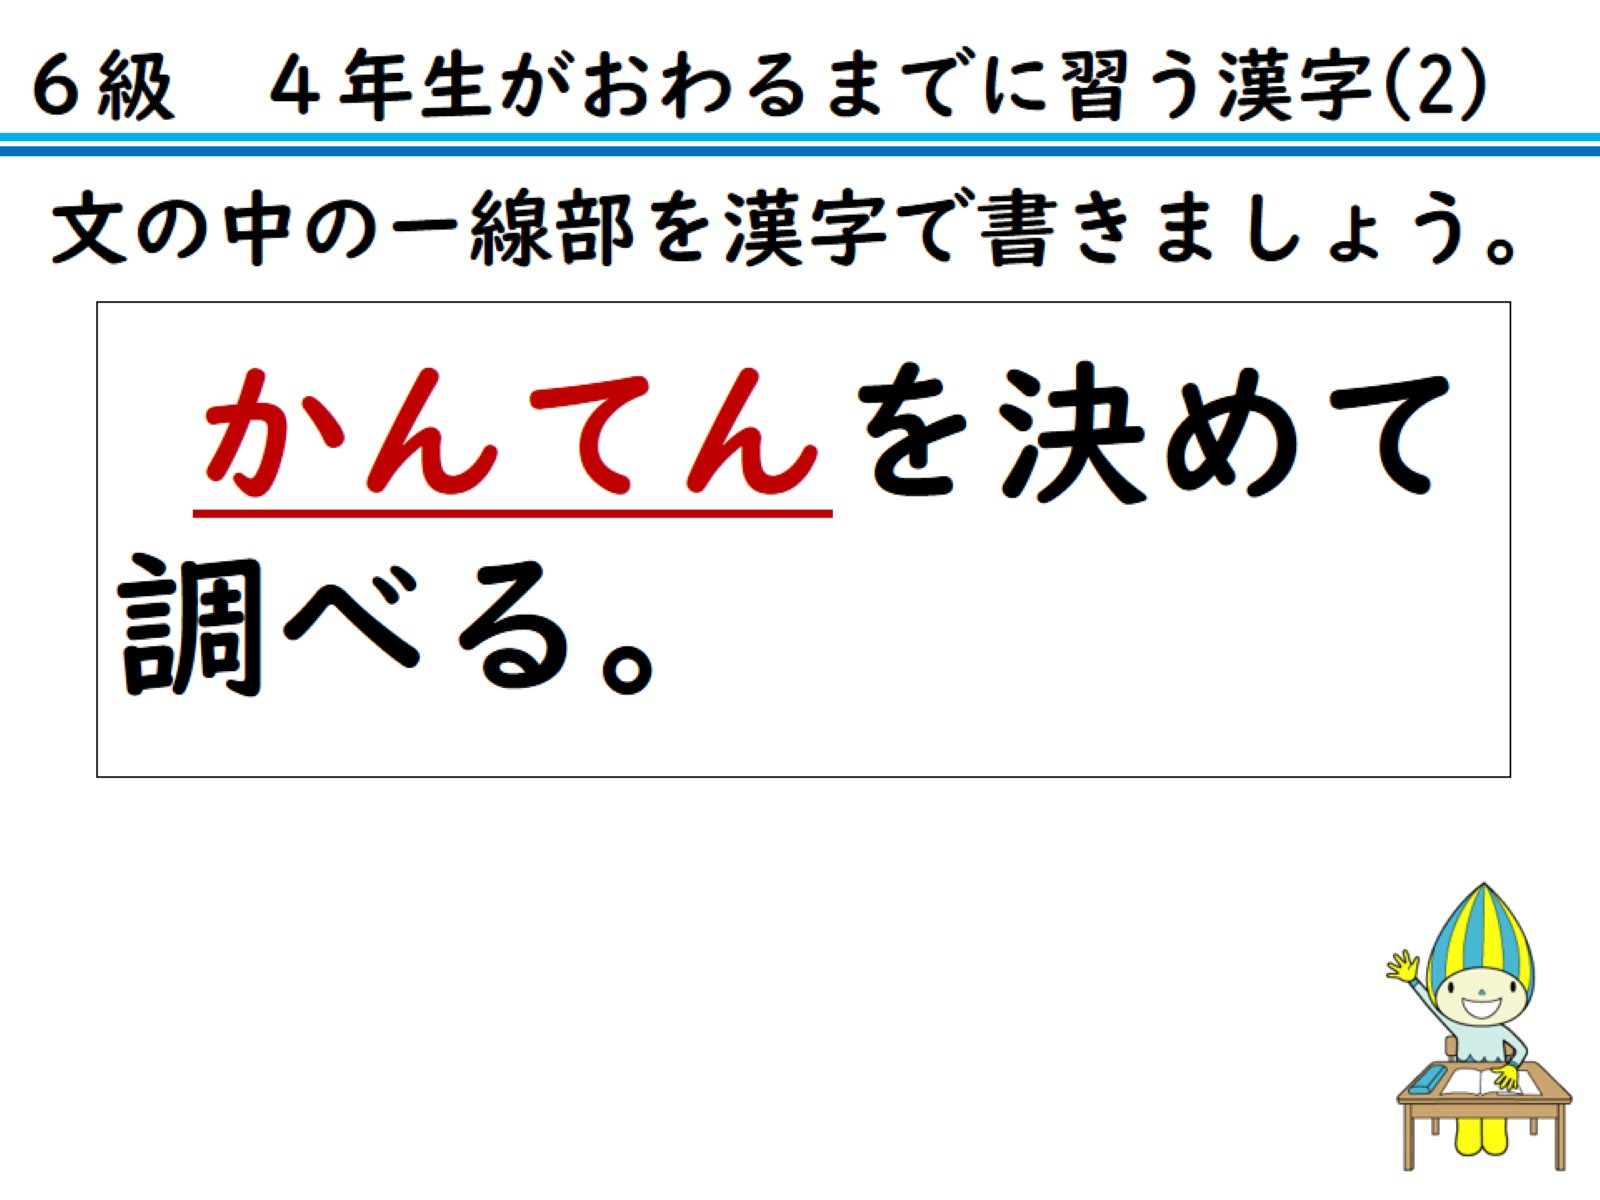 ６級　４年生がおわるまでに習う漢字(2)
文の中の―線部を漢字で書きましょう。
かんてんを決めて
調べる。